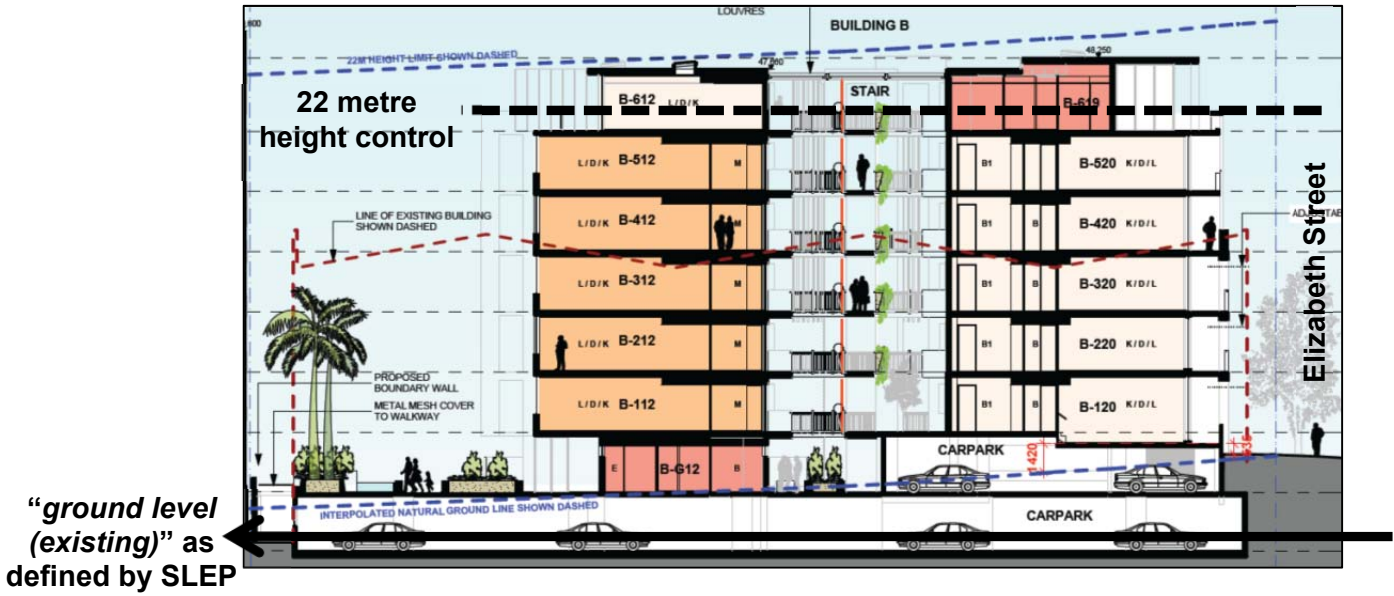 LOUVRES
BUILDING B
22M HEIGHT LIMIT SHOWN DASHED
48,250
22 metre
height control
B-612 L/D/K
STAIR
B-619
L/D/K B-512 M
B1 B-520 K/D/L
LINE OF EXISTING BUILDING
SHOWN DASHED
L/D/K B-412 M
B1 B B-420 K/D/L
Elizabeth Street
L/D/K B-312 M
B1 B B-320 K/D/L
L/D/K B-212 M
B1 B B-220 K/D/L
PROPOSED
BOUNDARY WALL
METAL MESH COVER
TO WALKWAY
L/D/K B-112 M
B1 B B-120 K/D/L
CARPARK
1420
E B-G12 B
INTERPOLATED NATURAL GROUND LINE SHOWN DASHED
CARPARK
“ground level
(existing)” as
defined by SLEP